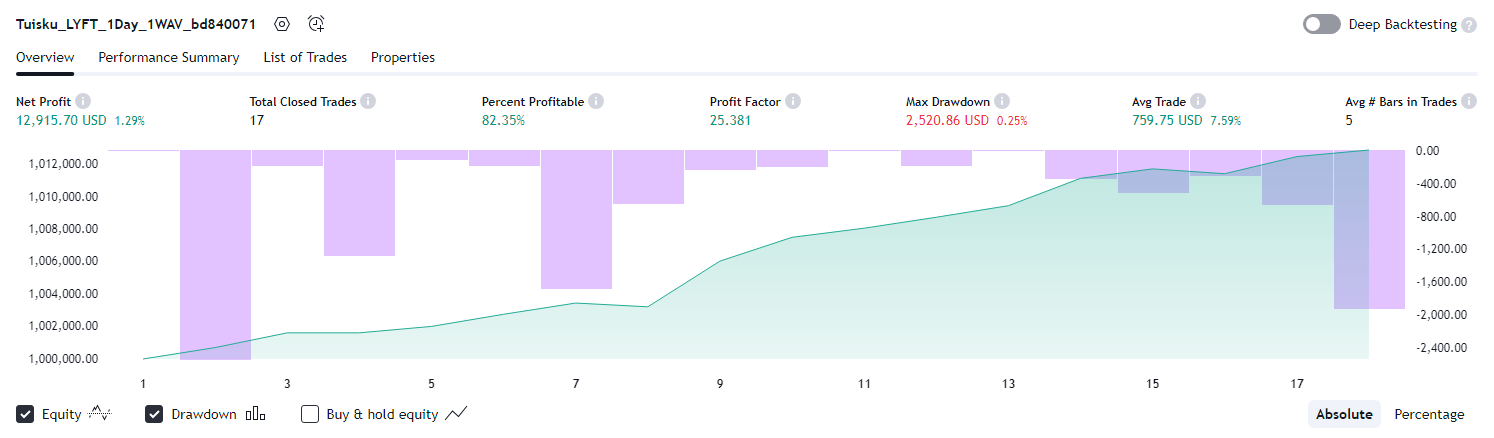 Tuisku_LYFT_1Day_1WAV_bd840071 Deep Backtesting ?
Overview Performance Summary List of Trades Properties
Net Profit i Total Closed Trades i Percent Profitable i Profit Factor i Max Drawdown i Avg Trade i Avg # Bars in Trades i
12,915.70 USD 1.29% 17 82.35% 25.381 2,520.86 USD 0.25% 759.75 USD 7.59% 5
1,012,000.00 0.00
1,010,000.00 -400.00
1,008,000.00 -800.00
1,006,000.00 -1,200.00
1,004,000.00 -1,600.00
1,002,000.00 -2,000.00
1,000,000.00 -2,400.00
1 3 5 7 9 11 13 15 17
Equity Drawdown Buy & hold equity Absolute Percentage